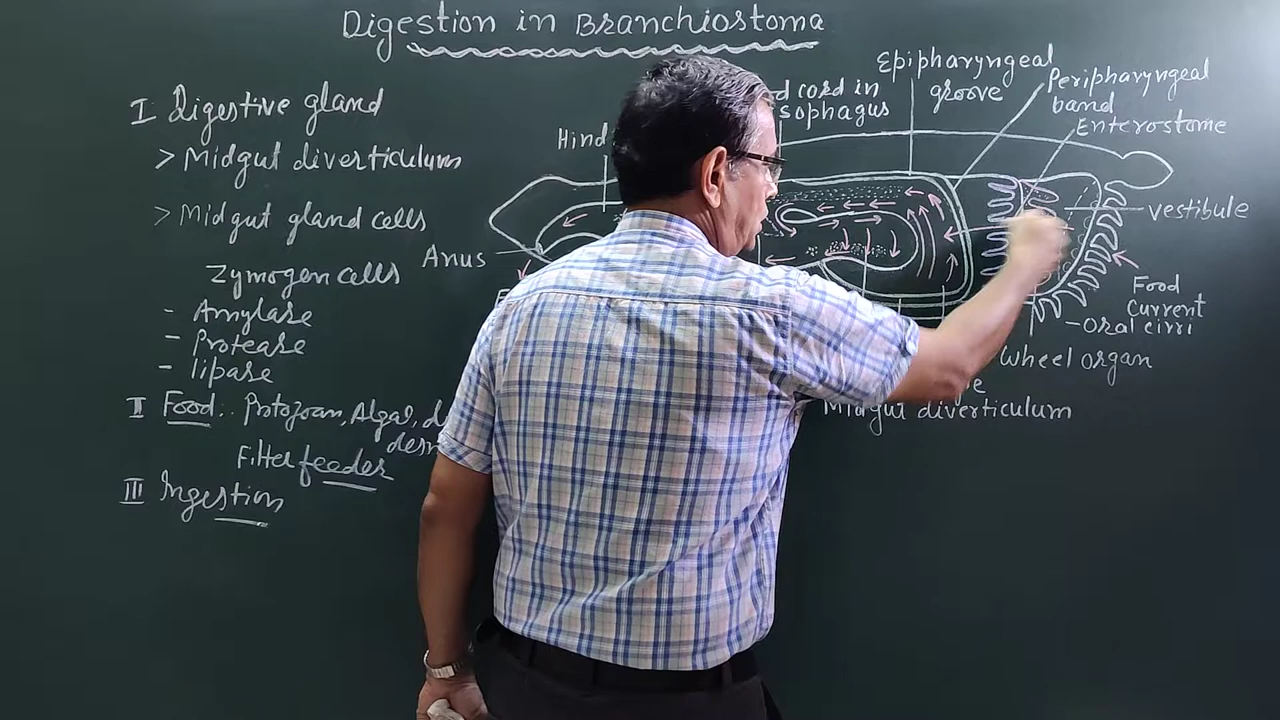 Digestion in Branchiostoma
I Digestive gland
> Midgut diverticulum
> Midgut gland cells
Zymogen cells
- Amylase
- Protease
- lipase
II Food: Protozoan, Algae,
Filter feeder
III Ingestion
Hind
Anus
cord in
Epipharyngeal
groove
Peripharyngeal
band
Enterostome
vestibule
Food
Current
-Oral cirri
Wheel organ
Midgut diverticulum